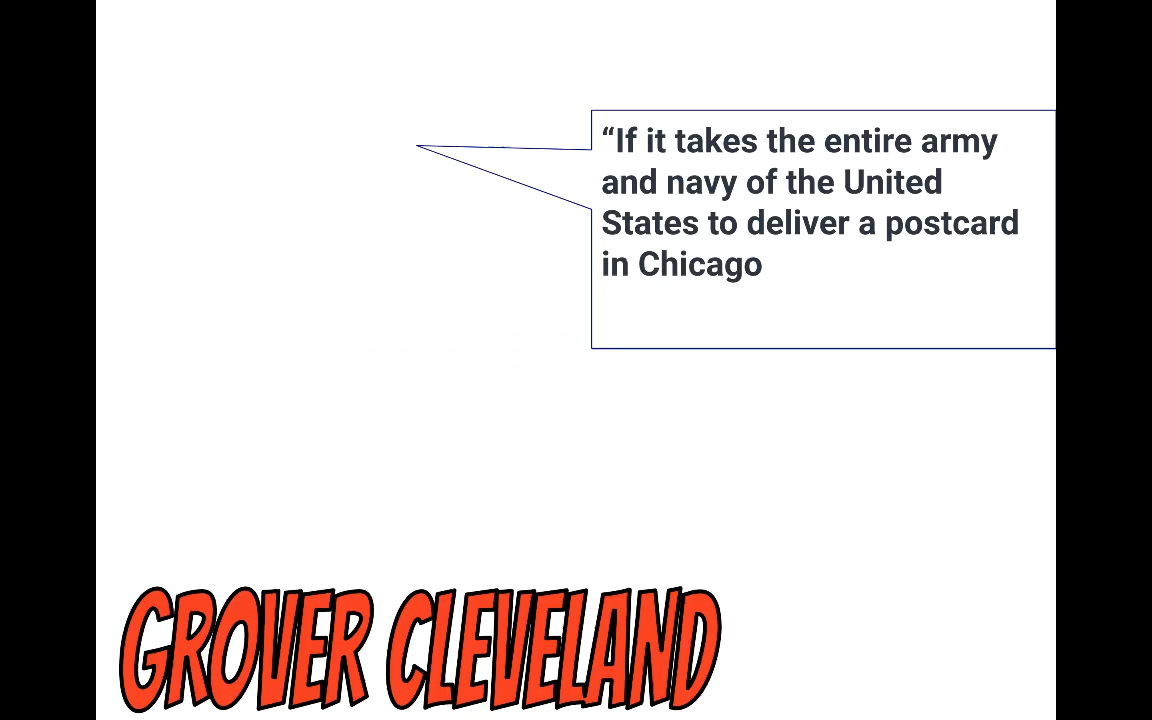 “If it takes the entire army
and navy of the United
States to deliver a postcard
in Chicago
GROVER CLEVELAND